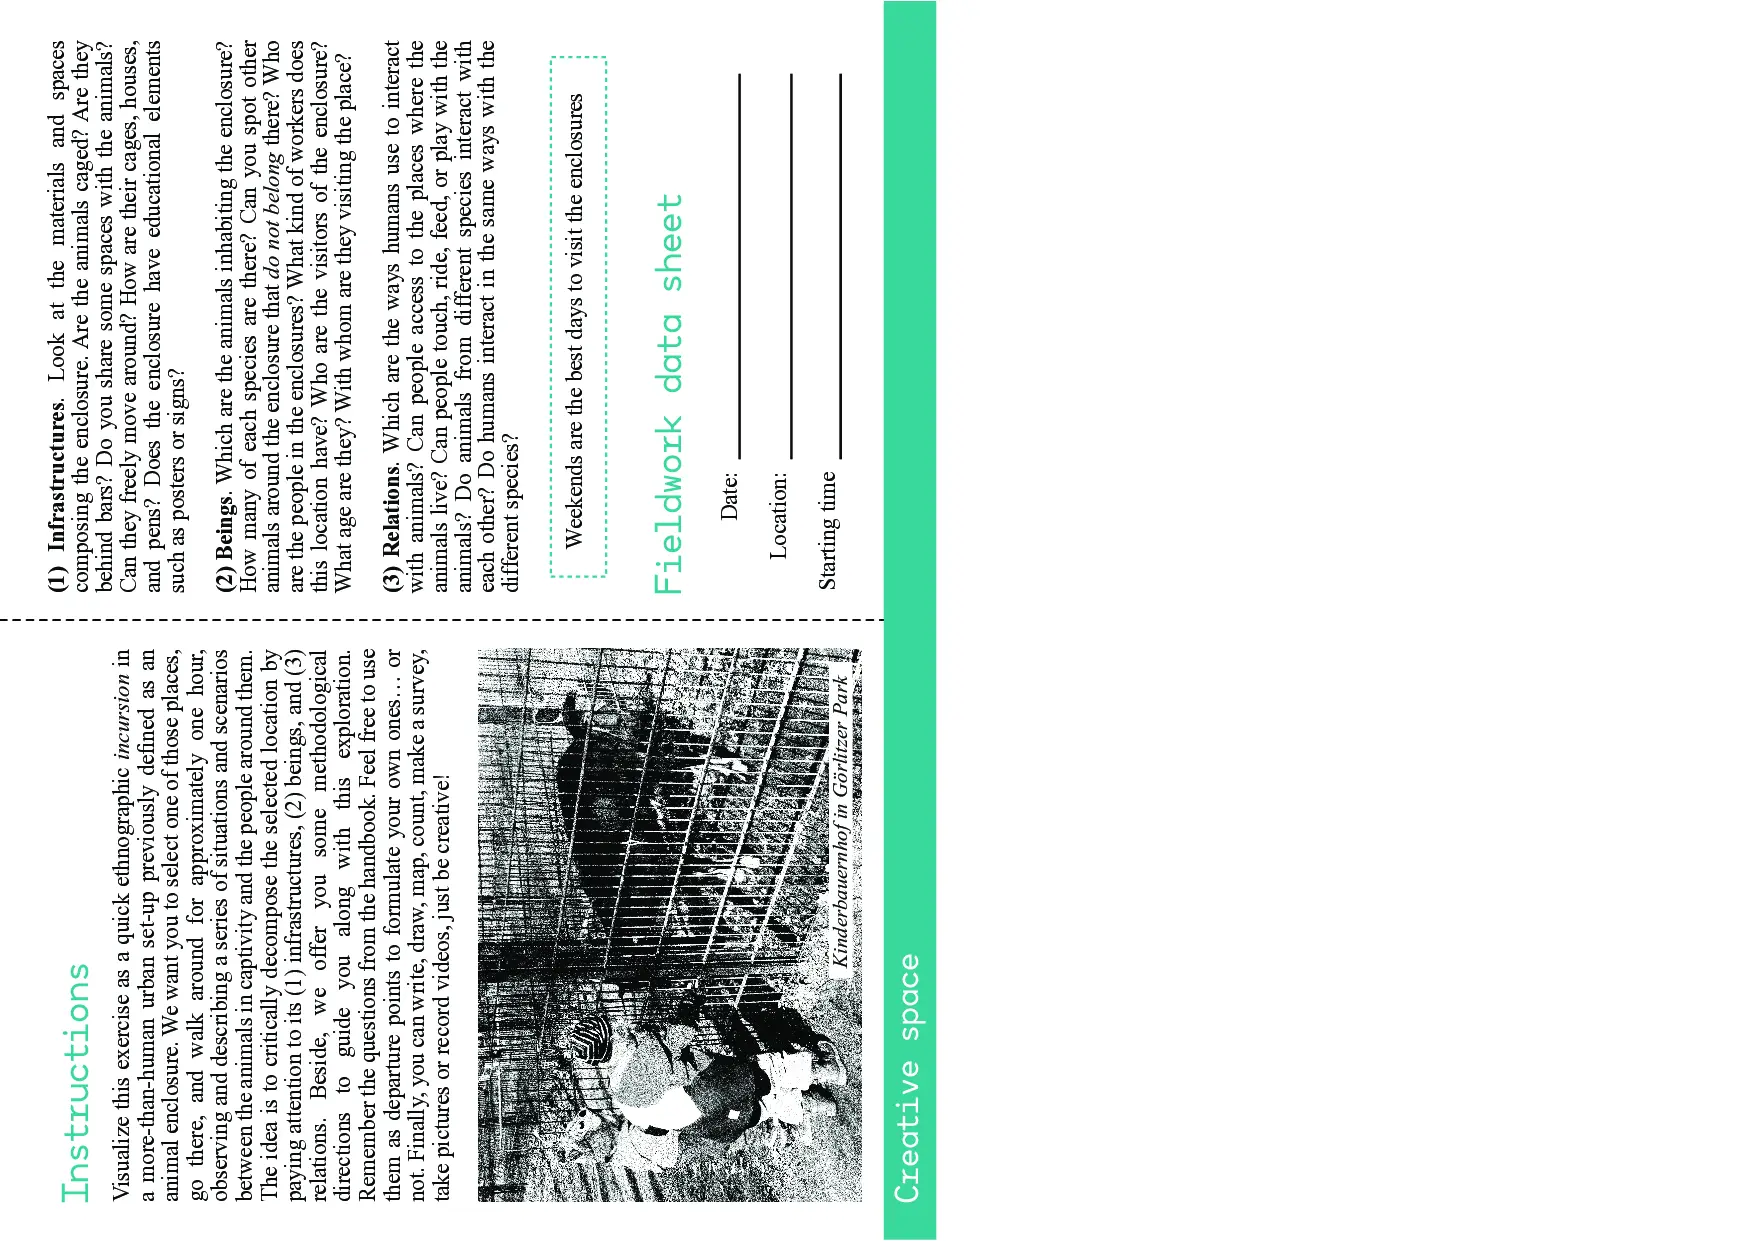 Instructions
Visualize this exercise as a quick ethnographic incursion in
a more-than-human urban set-up previously defined as an
animal enclosure. We want you to select one of those places,
go there, and walk around for approximately one hour,
observing and describing a series of situations and scenarios
between the animals in captivity and the people around them.
The idea is to critically decompose the selected location by
paying attention to its (1) infrastructures, (2) beings, and (3)
relations. Beside, we offer you some methodological
directions to guide you along with this exploration.
Remember the questions from the handbook. Feel free to use
them as departure points to formulate your own ones… or
not. Finally, you can write, draw, map, count, make a survey,
take pictures or record videos, just be creative!
Kinderbauernhof in Görlitzer Park
(1) Infrastructures. Look at the materials and spaces
composing the enclosure. Are the animals caged? Are they
behind bars? Do you share some spaces with the animals?
Can they freely move around? How are their cages, houses,
and pens? Does the enclosure have educational elements
such as posters or signs?
(2) Beings. Which are the animals inhabiting the enclosure?
How many of each species are there? Can you spot other
animals around the enclosure that do not belong there? Who
are the people in the enclosures? What kind of workers does
this location have? Who are the visitors of the enclosure?
What age are they? With whom are they visiting the place?
(3) Relations. Which are the ways humans use to interact
with animals? Can people access to the places where the
animals live? Can people touch, ride, feed, or play with the
animals? Do animals from different species interact with
each other? Do humans interact in the same ways with the
different species?
Weekends are the best days to visit the enclosures
Fieldwork data sheet
Date:
Location:
Starting time
Creative space